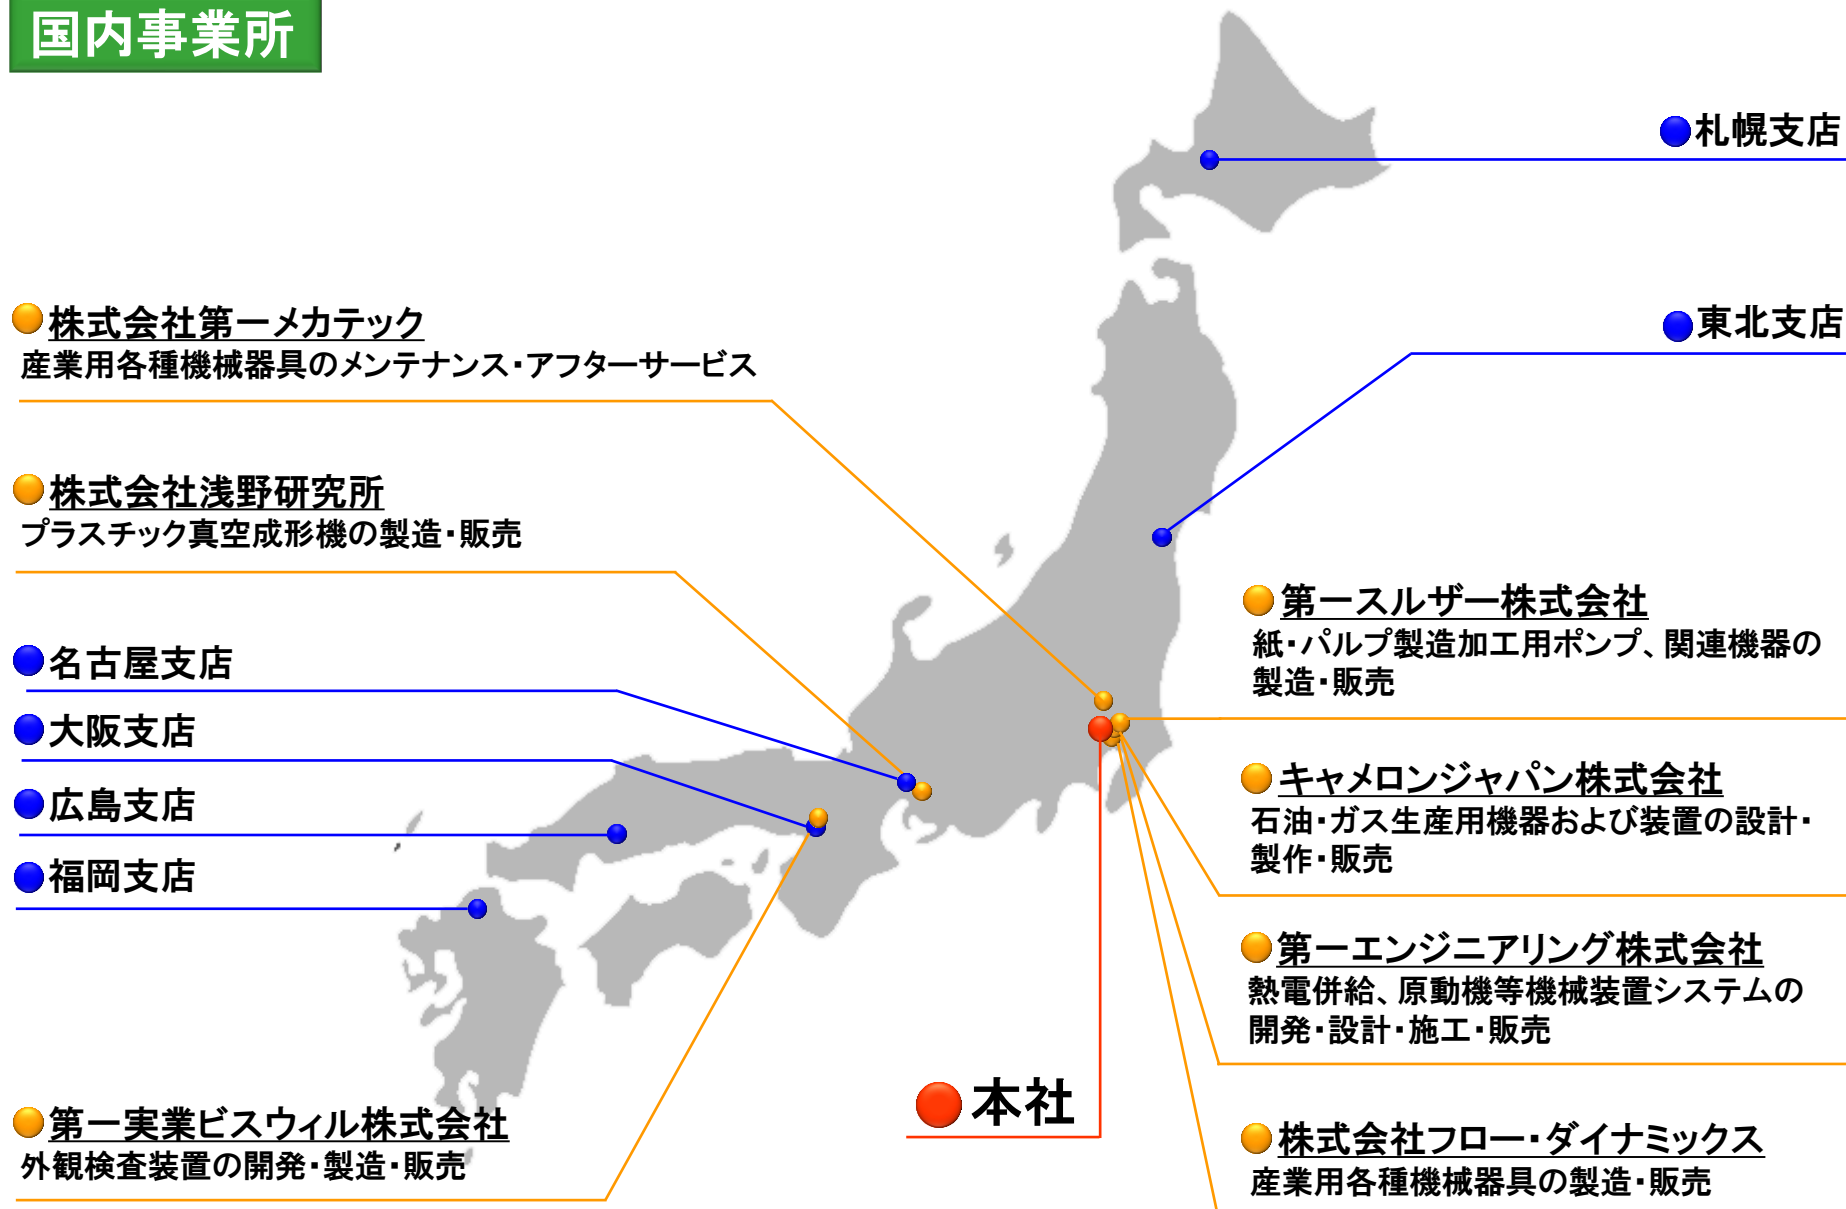 国内事業所
●札幌支店
●東北支店
●株式会社第一メカテック
産業用各種機械器具のメンテナンス・アフターサービス
●株式会社浅野研究所
プラスチック真空成形機の製造・販売
●名古屋支店
●大阪支店
●広島支店
●福岡支店
●第一実業ビスウィル株式会社
外観検査装置の開発・製造・販売
●本社
●第一スルザー株式会社
紙・パルプ製造加工用ポンプ、関連機器の
製造・販売
●キャメロンジャパン株式会社
石油・ガス生産用機器および装置の設計・
製作・販売
●第一エンジニアリング株式会社
熱電併給、原動機等機械装置システムの
開発・設計・施工・販売
●株式会社フロー・ダイナミックス
産業用各種機械器具の製造・販売